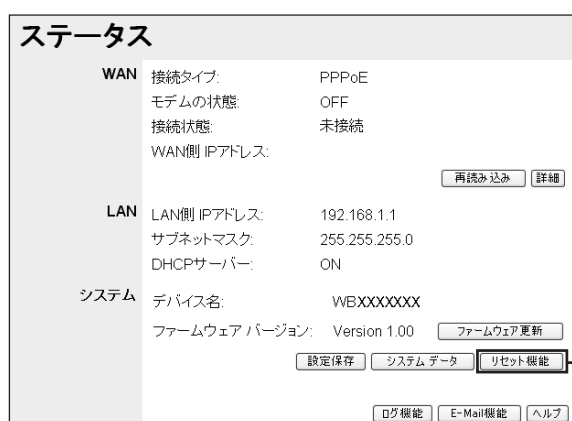 ステータス
WAN 接続タイプ: PPPoE
モデムの状態: OFF
接続状態: 未接続
WAN側 IPアドレス:
再読み込み 詳細
LAN LAN側 IPアドレス: 192.168.1.1
サブネットマスク: 255.255.255.0
DHCPサーバー: ON
システム デバイス名: WBXXXXXXX
ファームウェア バージョン: Version 1.00 ファームウェア更新
設定保存 システム データ リセット機能
ログ機能 E-Mail機能 ヘルプ